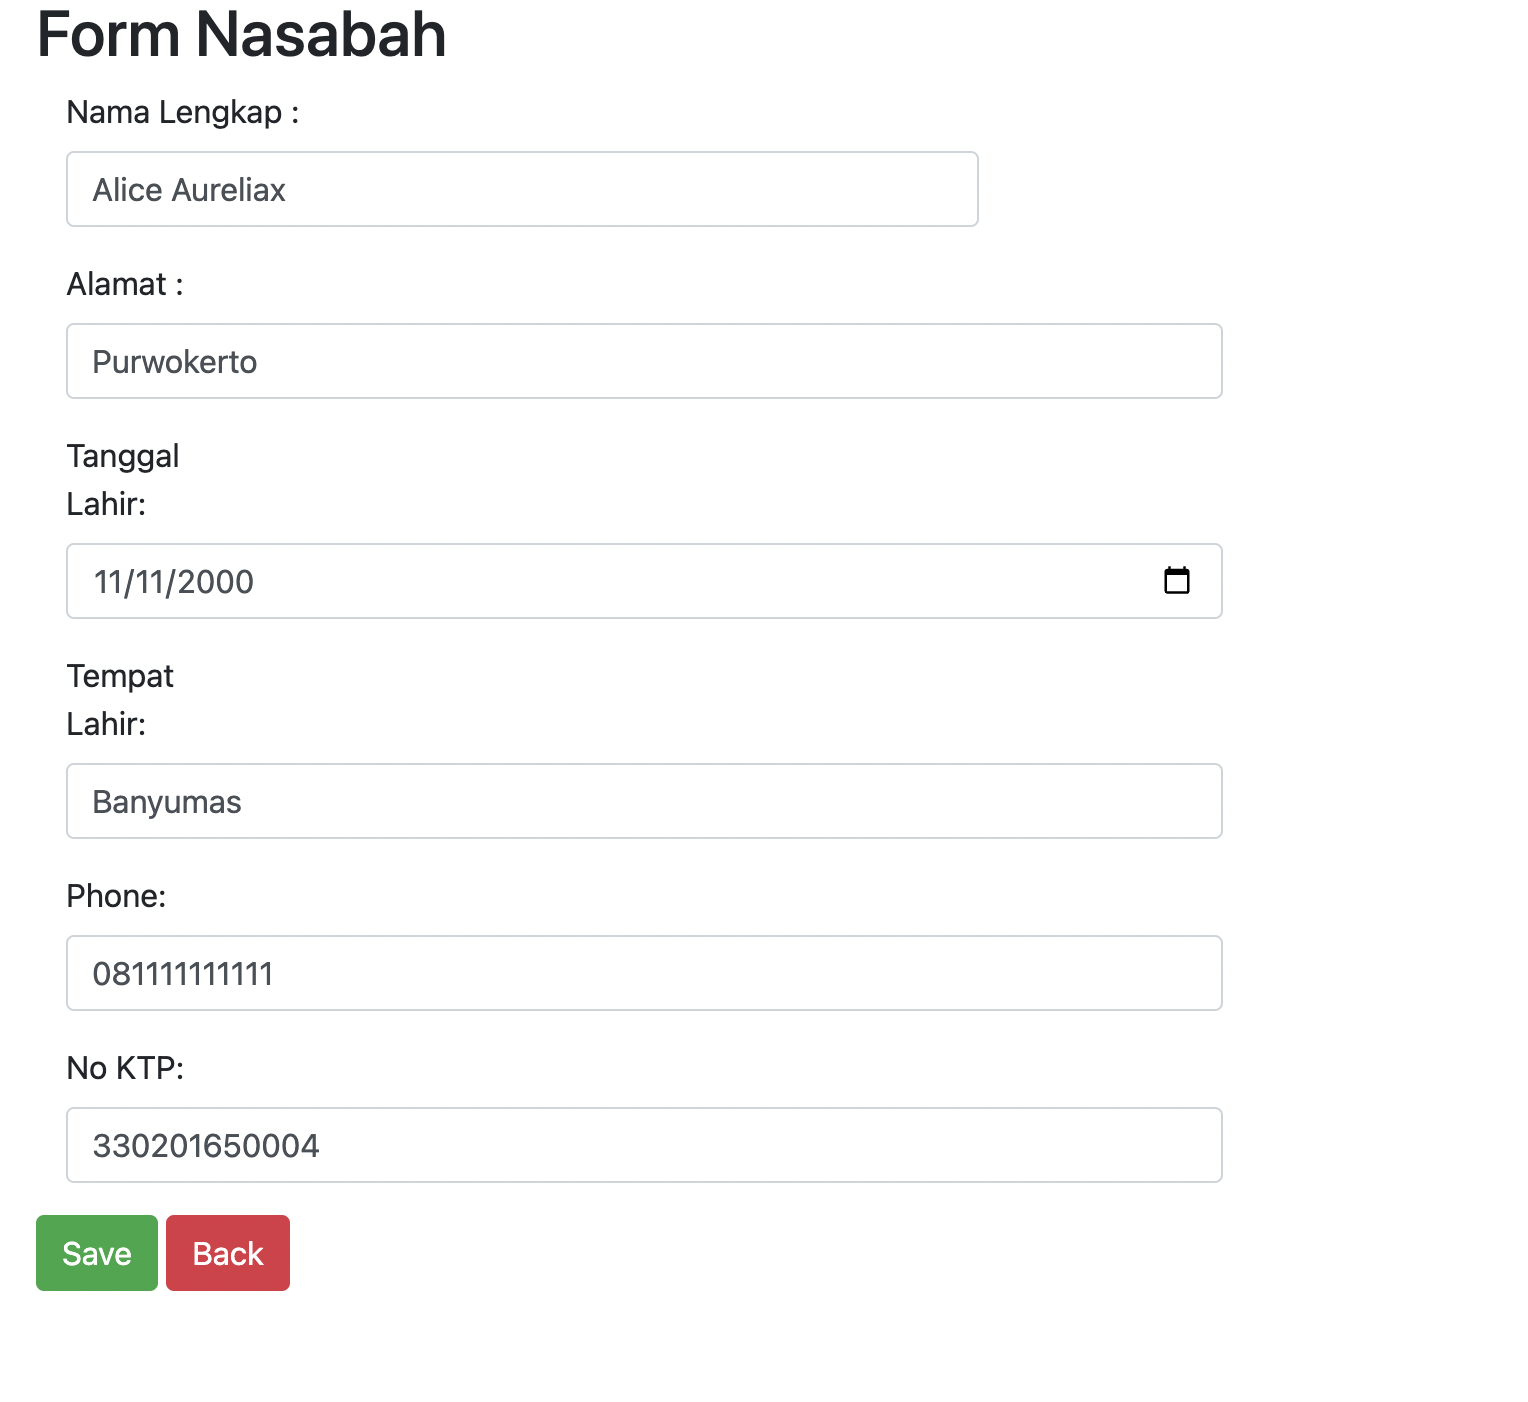 Form Nasabah
Nama Lengkap :
Alice Aureliax
Alamat :
Purwokerto
Tanggal
Lahir:
11/11/2000
Tempat
Lahir:
Banyumas
Phone:
081111111111
No KTP:
330201650004
Save Back